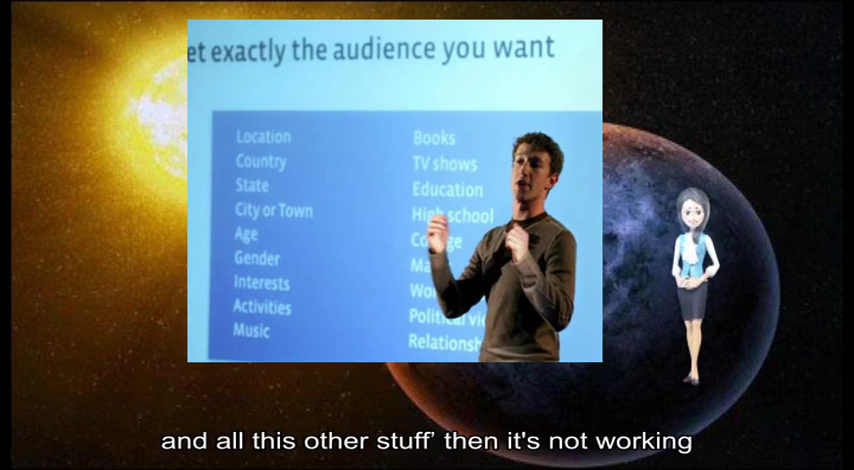 et exactly the audience you want
Location
Country
State
City or Town
Age
Gender
Interests
Activities
Music
Books
TV shows
Education
High school
and all this other stuff’ then it's not working